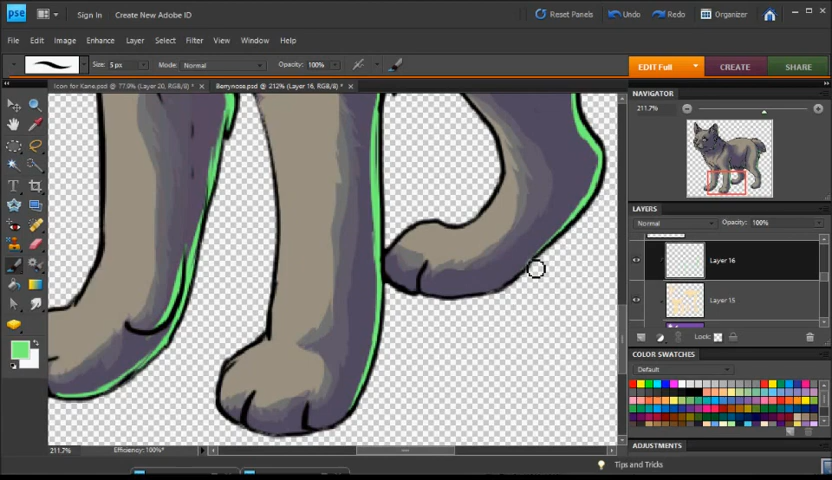 pse Sign In Create New Adobe ID Reset Panels Undo Redo Organizer
File Edit Image Enhance Layer Select Filter View Window Help
Size: 5 px Mode: Normal Opacity: 100% EDIT Full CREATE SHARE
Icon for Kane.psd @ 77.9% (Layer 20, RGB/8) * × Berrynose.psd @ 212% (Layer 16, RGB/8) * ×
NAVIGATOR
211.7%
LAYERS
Normal Opacity: 100%
Layer 16
Layer 15
Lock:
COLOR SWATCHES
Default
ADJUSTMENTS
211.7% Efficiency: 100%*
Tips and Tricks